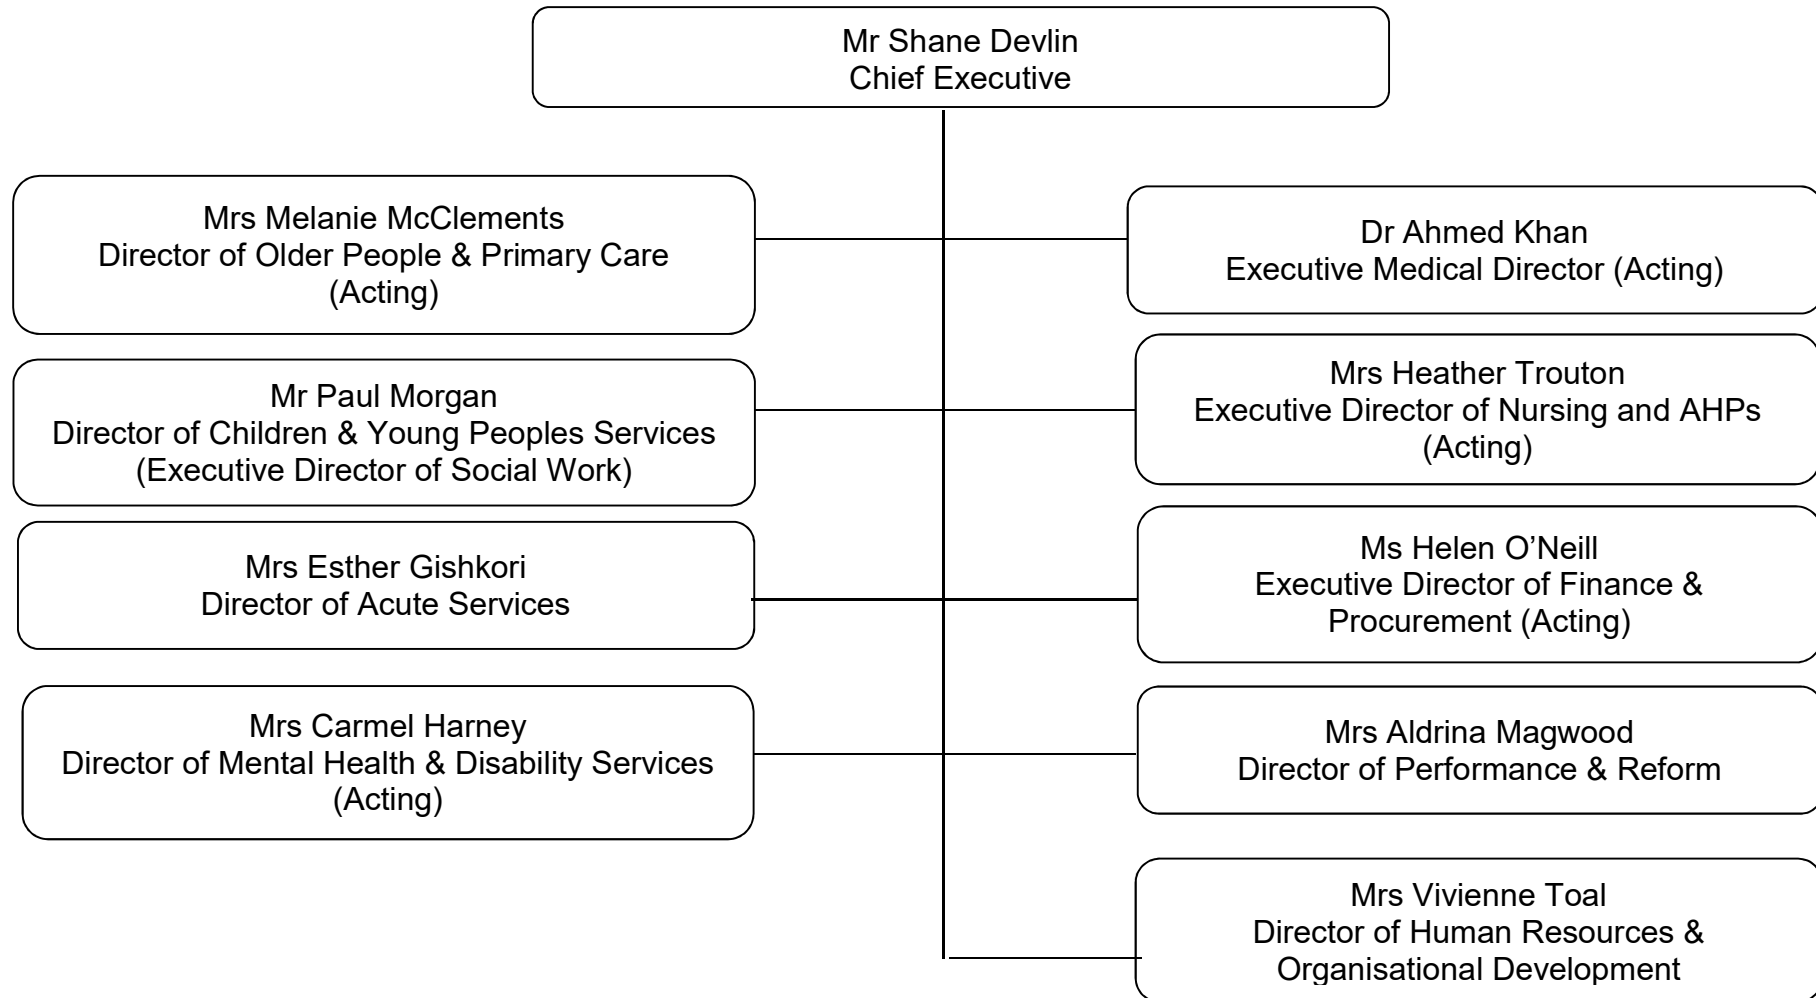 Mr Shane Devlin
Chief Executive
Mrs Melanie McClements
Director of Older People & Primary Care
(Acting)
Dr Ahmed Khan
Executive Medical Director (Acting)
Mr Paul Morgan
Director of Children & Young Peoples Services
(Executive Director of Social Work)
Mrs Heather Trouton
Executive Director of Nursing and AHPs
(Acting)
Mrs Esther Gishkori
Director of Acute Services
Ms Helen O’Neill
Executive Director of Finance &
Procurement (Acting)
Mrs Carmel Harney
Director of Mental Health & Disability Services
(Acting)
Mrs Aldrina Magwood
Director of Performance & Reform
Mrs Vivienne Toal
Director of Human Resources &
Organisational Development